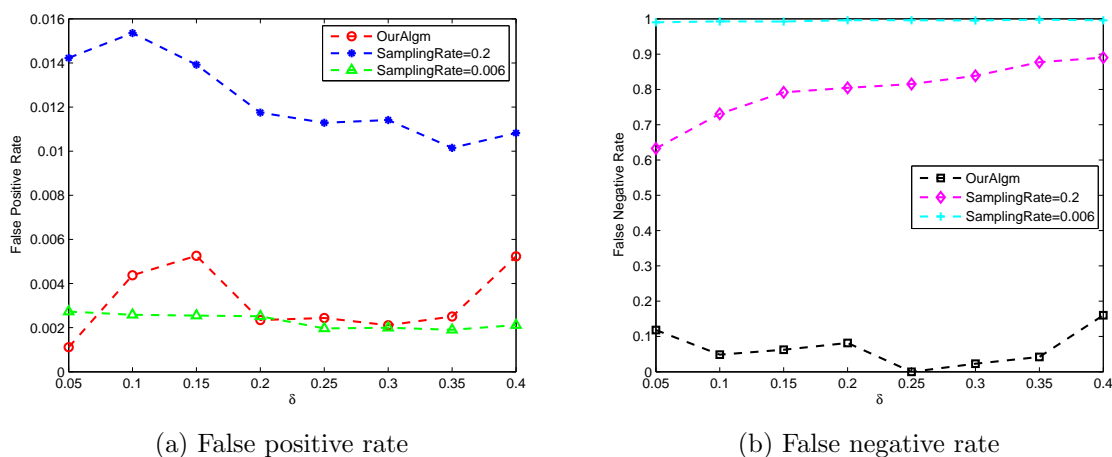 0.016
0.014
0.012
0.01
0.008
0.006
0.004
0.002
0
False Positive Rate
OurAlgm
SamplingRate=0.2
SamplingRate=0.006
0.05 0.1 0.15 0.2 0.25 0.3 0.35 0.4
δ
(a) False positive rate
1
0.9
0.8
0.7
0.6
0.5
0.4
0.3
0.2
0.1
0
False Negative Rate
OurAlgm
SamplingRate=0.2
SamplingRate=0.006
0.05 0.1 0.15 0.2 0.25 0.3 0.35 0.4
δ
(b) False negative rate